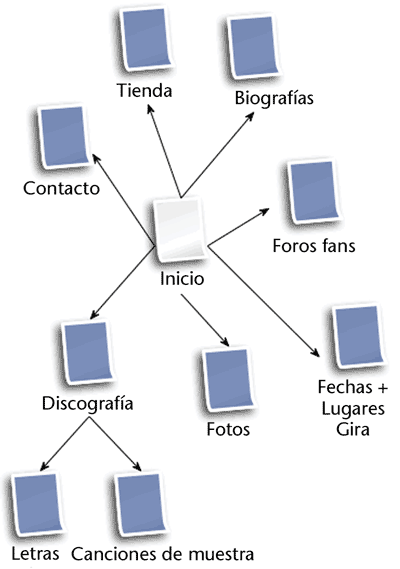 Tienda
Biografías
Contacto
Foros fans
Inicio
Discografía
Fotos
Fechas +
Lugares
Gira
Letras
Canciones de muestra